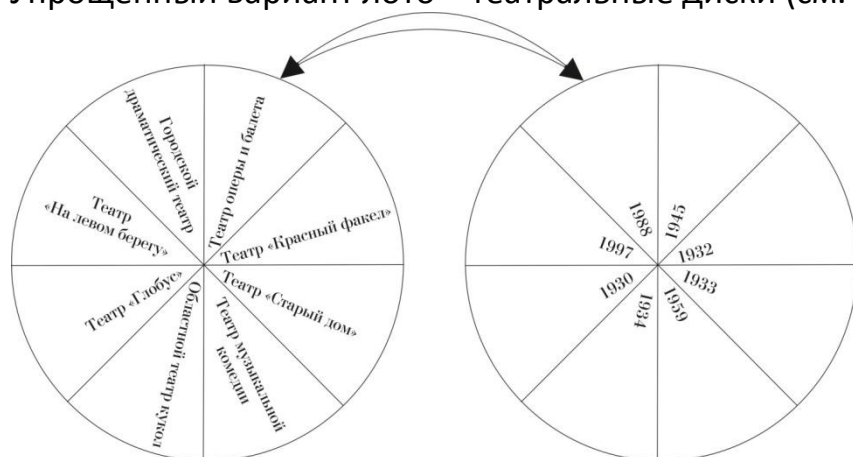 Упрощенный вариант лото – театральные диски (см.
Городской
драматический театр
Театр оперы и балета
Театр «Красный факел»
Театр «Старый дом»
Театр музыкальной
комедии
Областной театр кукол
Театр «Глобус»
Театр
«На левом берегу»
1988
1945
1932
1933
1959
1934
1930
1997